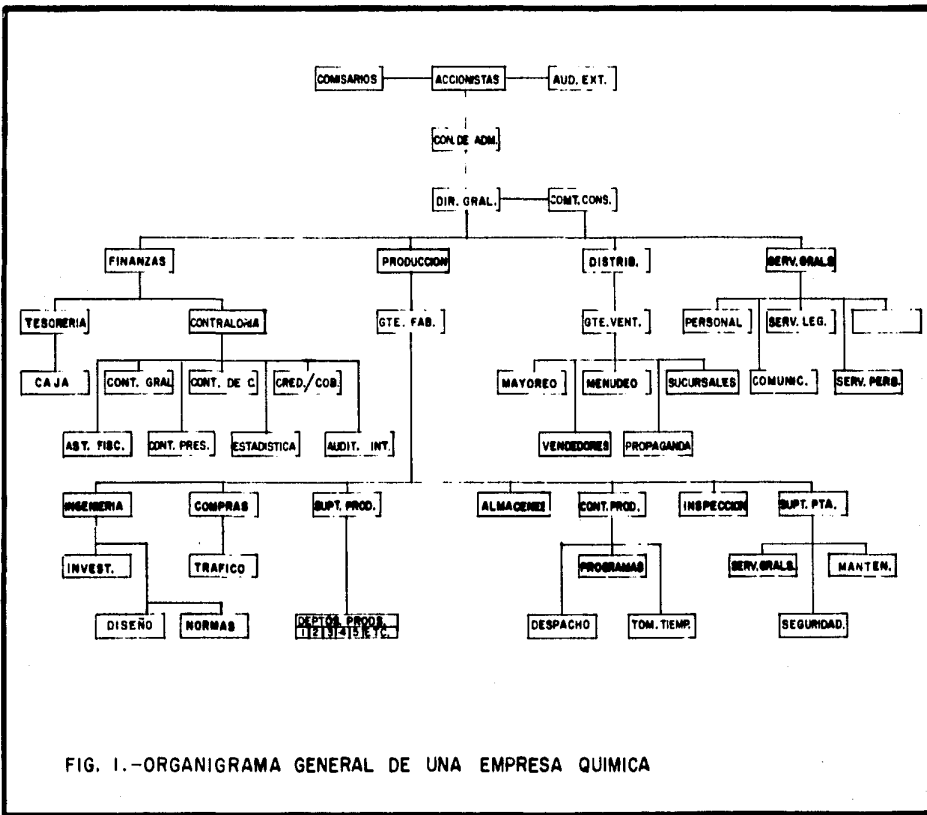 COMISARIOS ACCIONISTAS AUD. EXT.
CON. DE ADM.
DIR. GRAL. COMT. CONS.
FINANZAS PRODUCCION DISTRIB. SERV. GRALS
TESORERIA CONTRALORIA GTE. FAB. GTE. VENT. PERSONAL SERV. LEG.
CAJA CONT. GRAL CONT. DE C. CRED./COB. MAYOREO MENUDEO SUCURSALES COMUNIC. SERV. PERS.
AST. FISC. CONT. PRES. ESTADISTICA AUDIT. INT. VENDEDORES PROPAGANDA
INGENIERIA COMPRAS SUPT. PROD. ALMACENES CONT. PROD. INSPECCION SUPT. PTA.
INVEST. TRAFICO PROGRAMAS SERV. GRALS. MANTEN.
DISEÑO NORMAS DEPTOS. PRODS. DESPACHO TOM. TIEMP. SEGURIDAD.
1 2 3 4 5 ETC.
FIG. 1.-ORGANIGRAMA GENERAL DE UNA EMPRESA QUIMICA